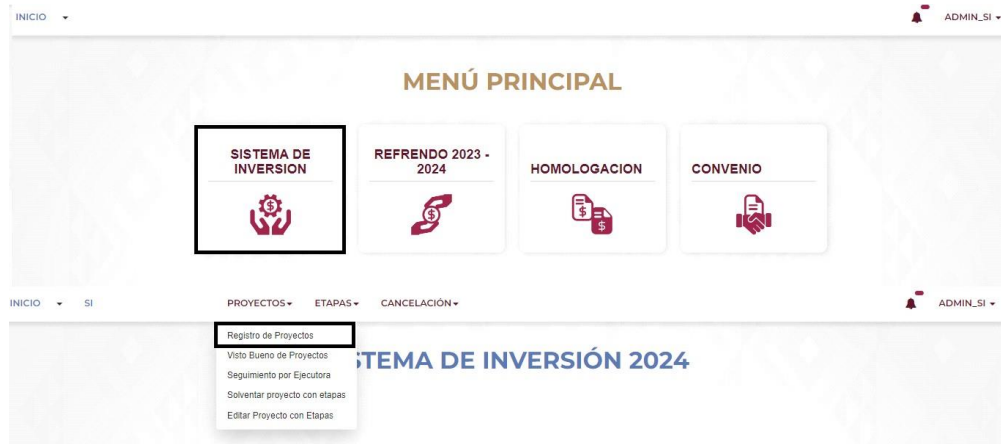 INICIO
ADMIN_SI
MENÚ PRINCIPAL
SISTEMA DE
INVERSION
REFRENDO 2023 -
2024
HOMOLOGACION
CONVENIO
INICIO SI PROYECTOS ETAPAS CANCELACIÓN ADMIN_SI
Registro de Proyectos
Visto Bueno de Proyectos
Seguimiento por Ejecutora
Solventar proyecto con etapas
Editar Proyecto con Etapas
STEMA DE INVERSIÓN 2024